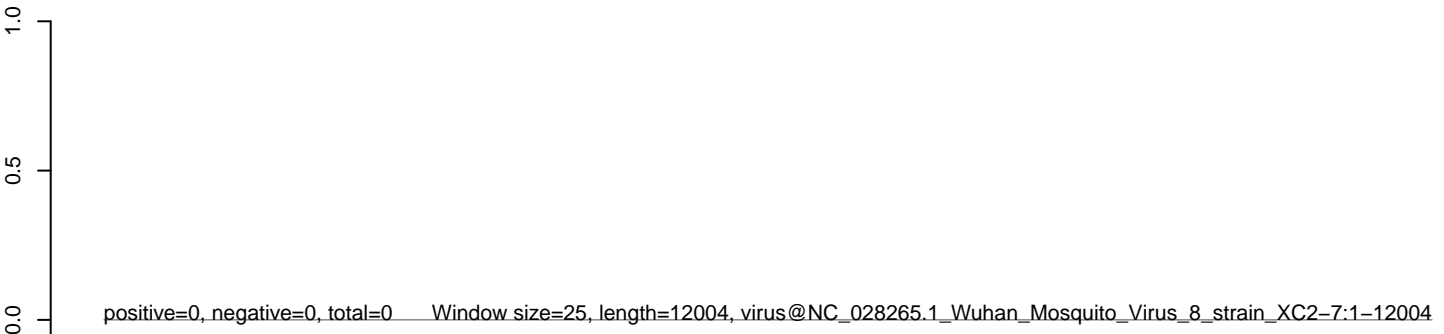 1.0
0.5
0.0
positive=0, negative=0, total=0 Window size=25, length=12004, virus@NC_028265.1_Wuhan_Mosquito_Virus_8_strain_XC2−7:1−12004